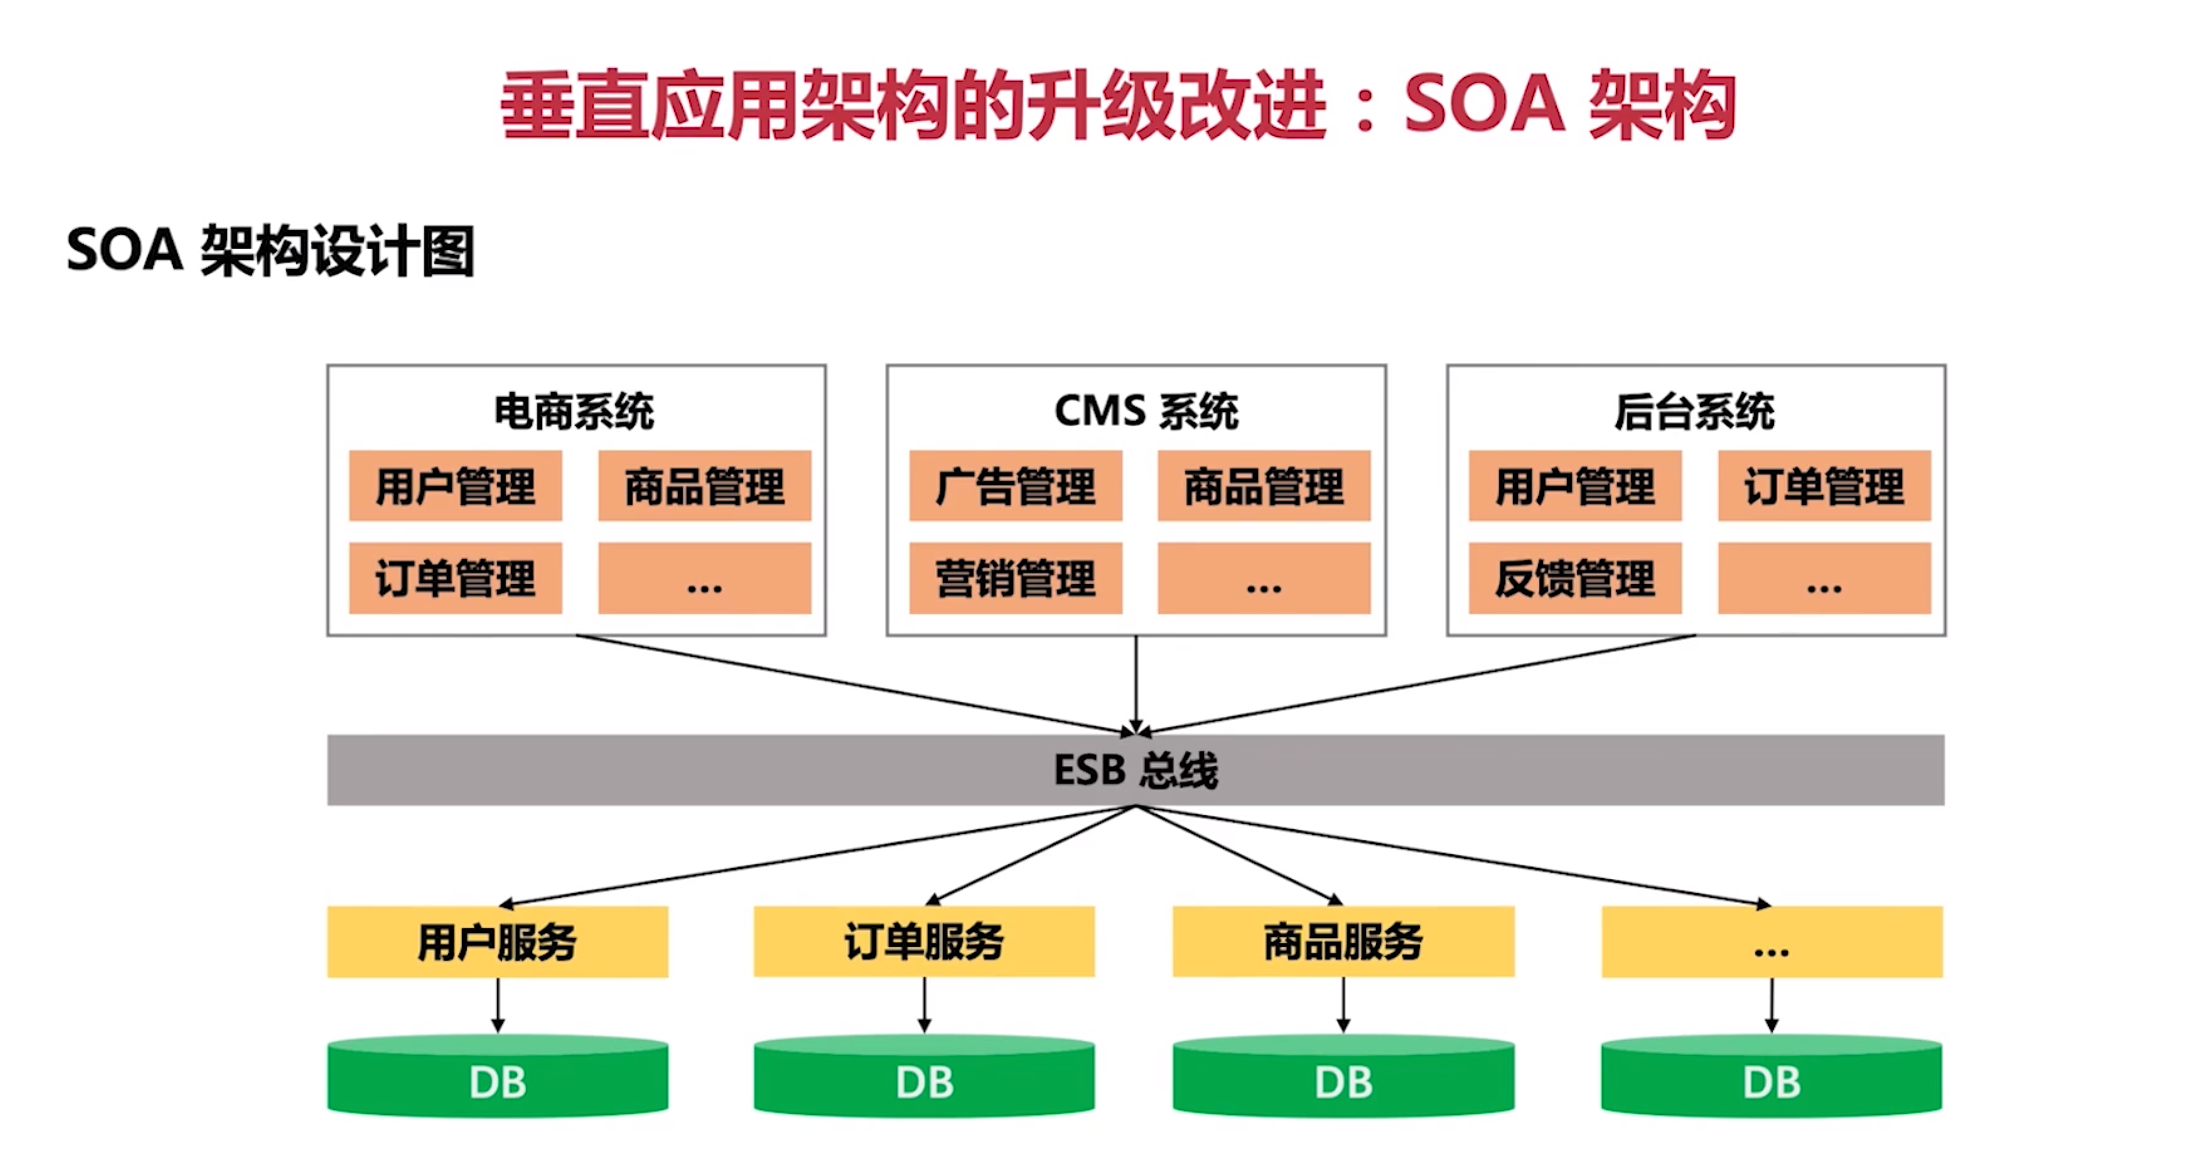 垂直应用架构的升级改进：SOA 架构
SOA 架构设计图
电商系统
用户管理
商品管理
订单管理
...
CMS 系统
广告管理
商品管理
营销管理
...
后台系统
用户管理
订单管理
反馈管理
...
ESB 总线
用户服务
订单服务
商品服务
...
DB
DB
DB
DB